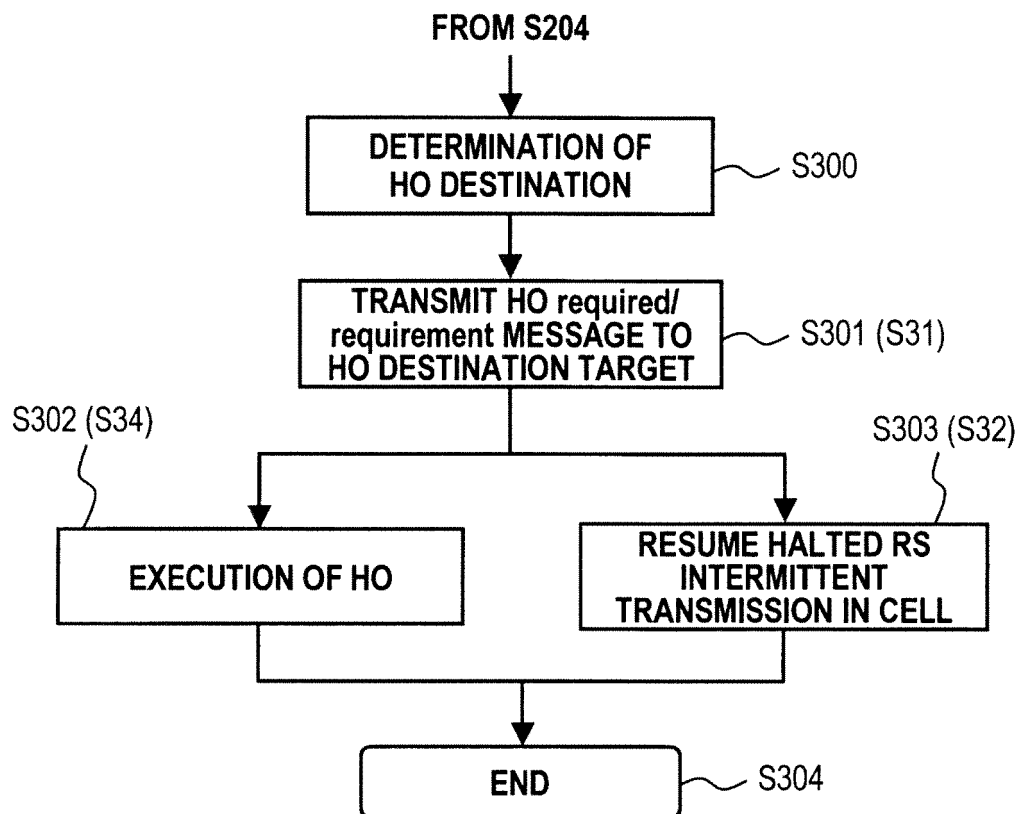 FROM S204
DETERMINATION OF
HO DESTINATION
S300
TRANSMIT HO required/
requirement MESSAGE TO
HO DESTINATION TARGET
S301 (S31)
S302 (S34)
S303 (S32)
EXECUTION OF HO
RESUME HALTED RS
INTERMITTENT
TRANSMISSION IN CELL
END
S304